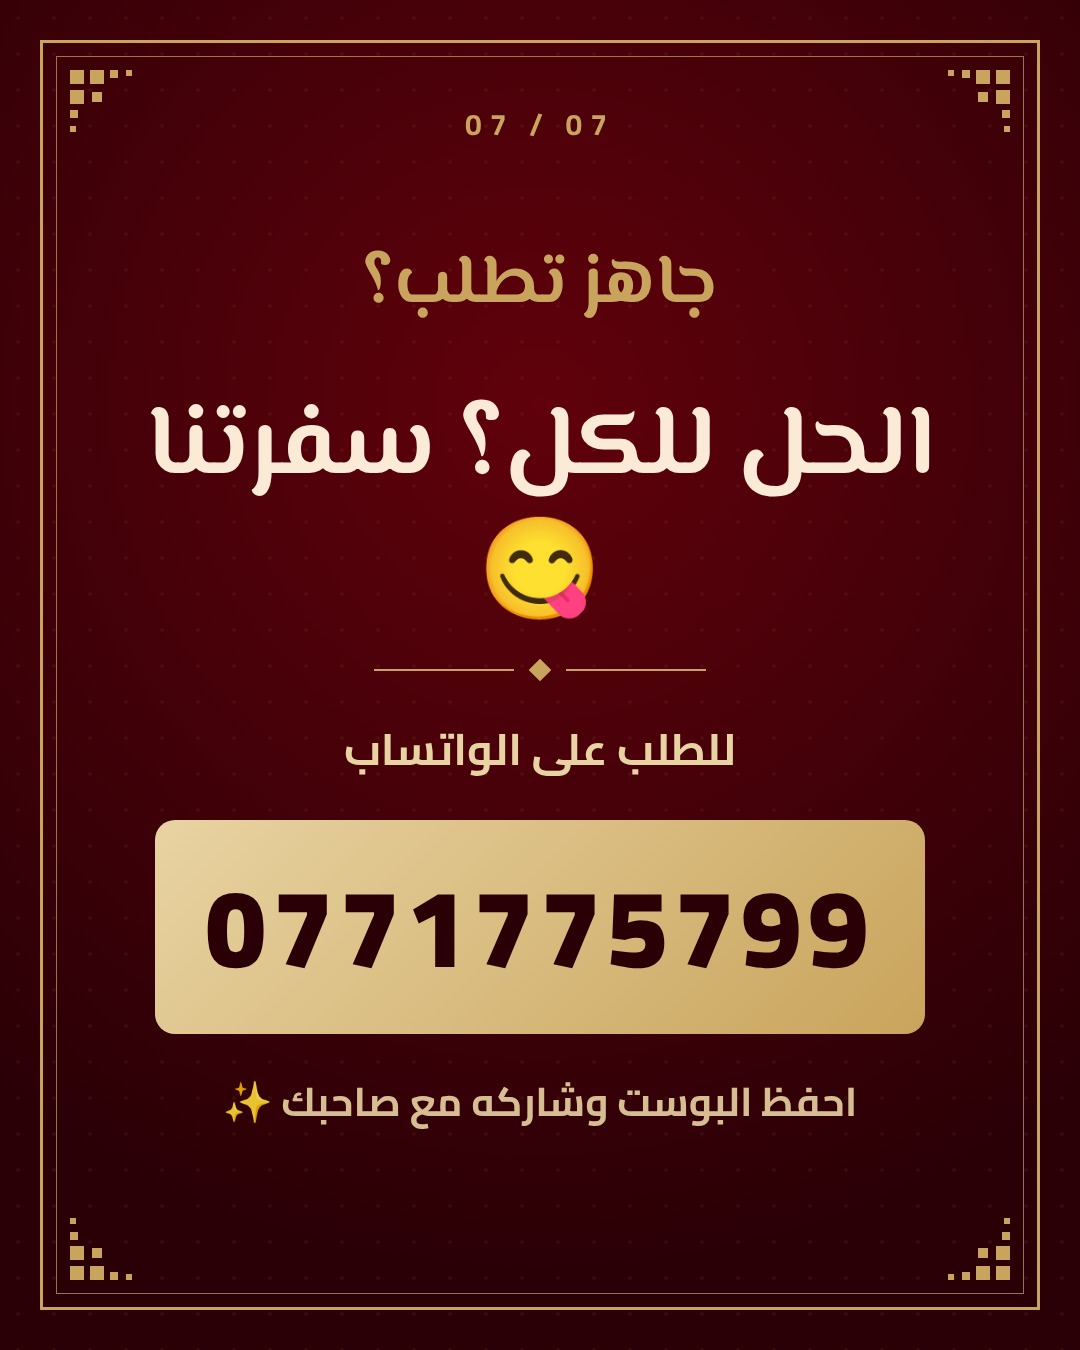 07 / 07
جاهز تطلب؟
الحل للكل؟ سفرتنا
😋
للطلب على الواتساب
0771775799
احفظ البوست وشاركه مع صاحبك ✨